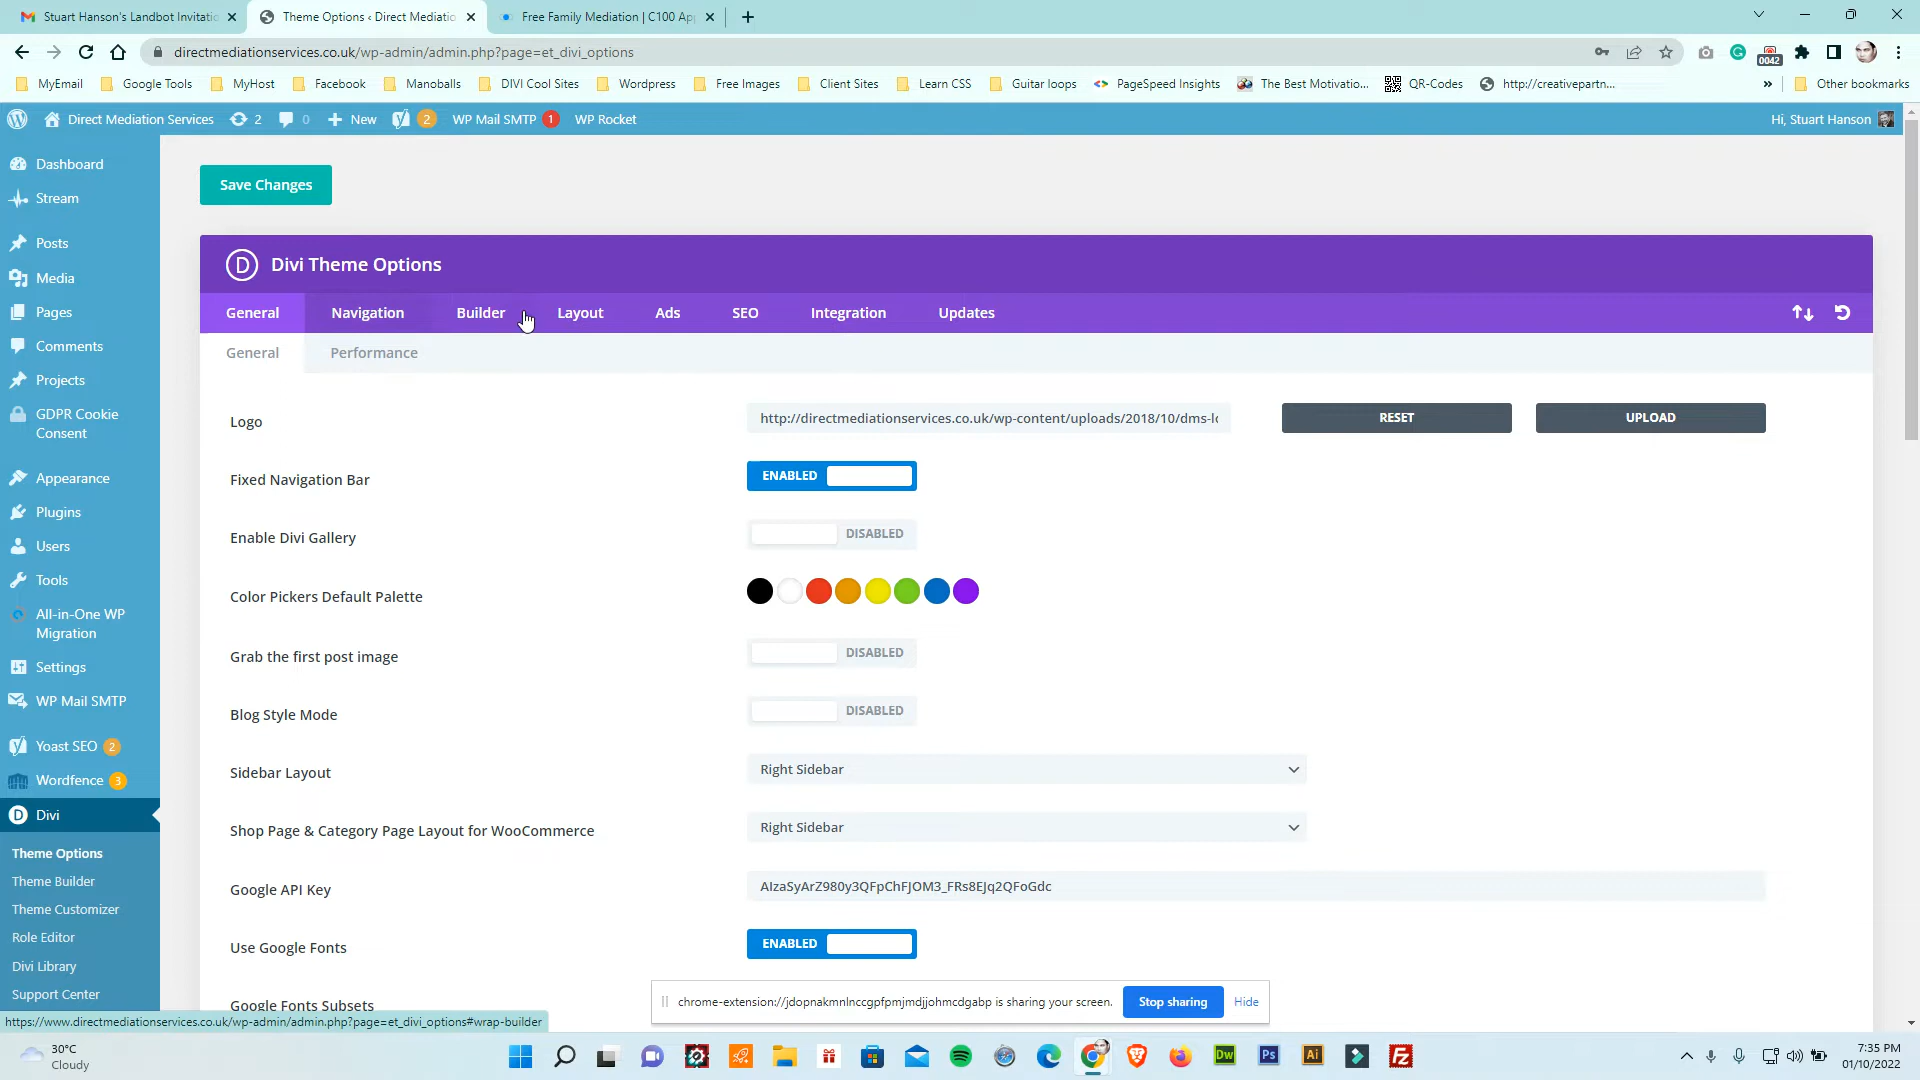 Stuart Hanson's Landbot Invitatio
Theme Options ‹ Direct Mediatio
Free Family Mediation | C100 App
directmediationservices.co.uk/wp-admin/admin.php?page=et_divi_options
0042
MyEmail
Google Tools
MyHost
Facebook
Manoballs
DIVI Cool Sites
Wordpress
Free Images
Client Sites
Learn CSS
Guitar loops
PageSpeed Insights
The Best Motivatio...
QR-Codes
http://creativepartn...
»
Other bookmarks
Direct Mediation Services
2
0
New
2
WP Mail SMTP 1
WP Rocket
Hi, Stuart Hanson
Dashboard
Stream
Posts
Media
Pages
Comments
Projects
GDPR Cookie
Consent
Appearance
Plugins
Users
Tools
All-in-One WP
Migration
Settings
WP Mail SMTP
Yoast SEO 2
Wordfence 3
Divi
Theme Options
Theme Builder
Theme Customizer
Role Editor
Divi Library
Support Center
Save Changes
D Divi Theme Options
General
Navigation
Builder
Layout
Ads
SEO
Integration
Updates
General
Performance
Logo
http://directmediationservices.co.uk/wp-content/uploads/2018/10/dms-lo
RESET
UPLOAD
Fixed Navigation Bar
ENABLED
Enable Divi Gallery
DISABLED
Color Pickers Default Palette
Grab the first post image
DISABLED
Blog Style Mode
DISABLED
Sidebar Layout
Right Sidebar
Shop Page & Category Page Layout for WooCommerce
Right Sidebar
Google API Key
AIzaSyArZ980y3QFpChFJOM3_FRs8EJq2QFoGdc
Use Google Fonts
ENABLED
Google Fonts Subsets
chrome-extension://jdopnakmnlnccgpfpmjmdjjohmcdgabp is sharing your screen.
Stop sharing
Hide
https://www.directmediationservices.co.uk/wp-admin/admin.php?page=et_divi_options#wrap-builder
30°C
Cloudy
Dw
Ps
Ai
Fz
7:35 PM
01/10/2022